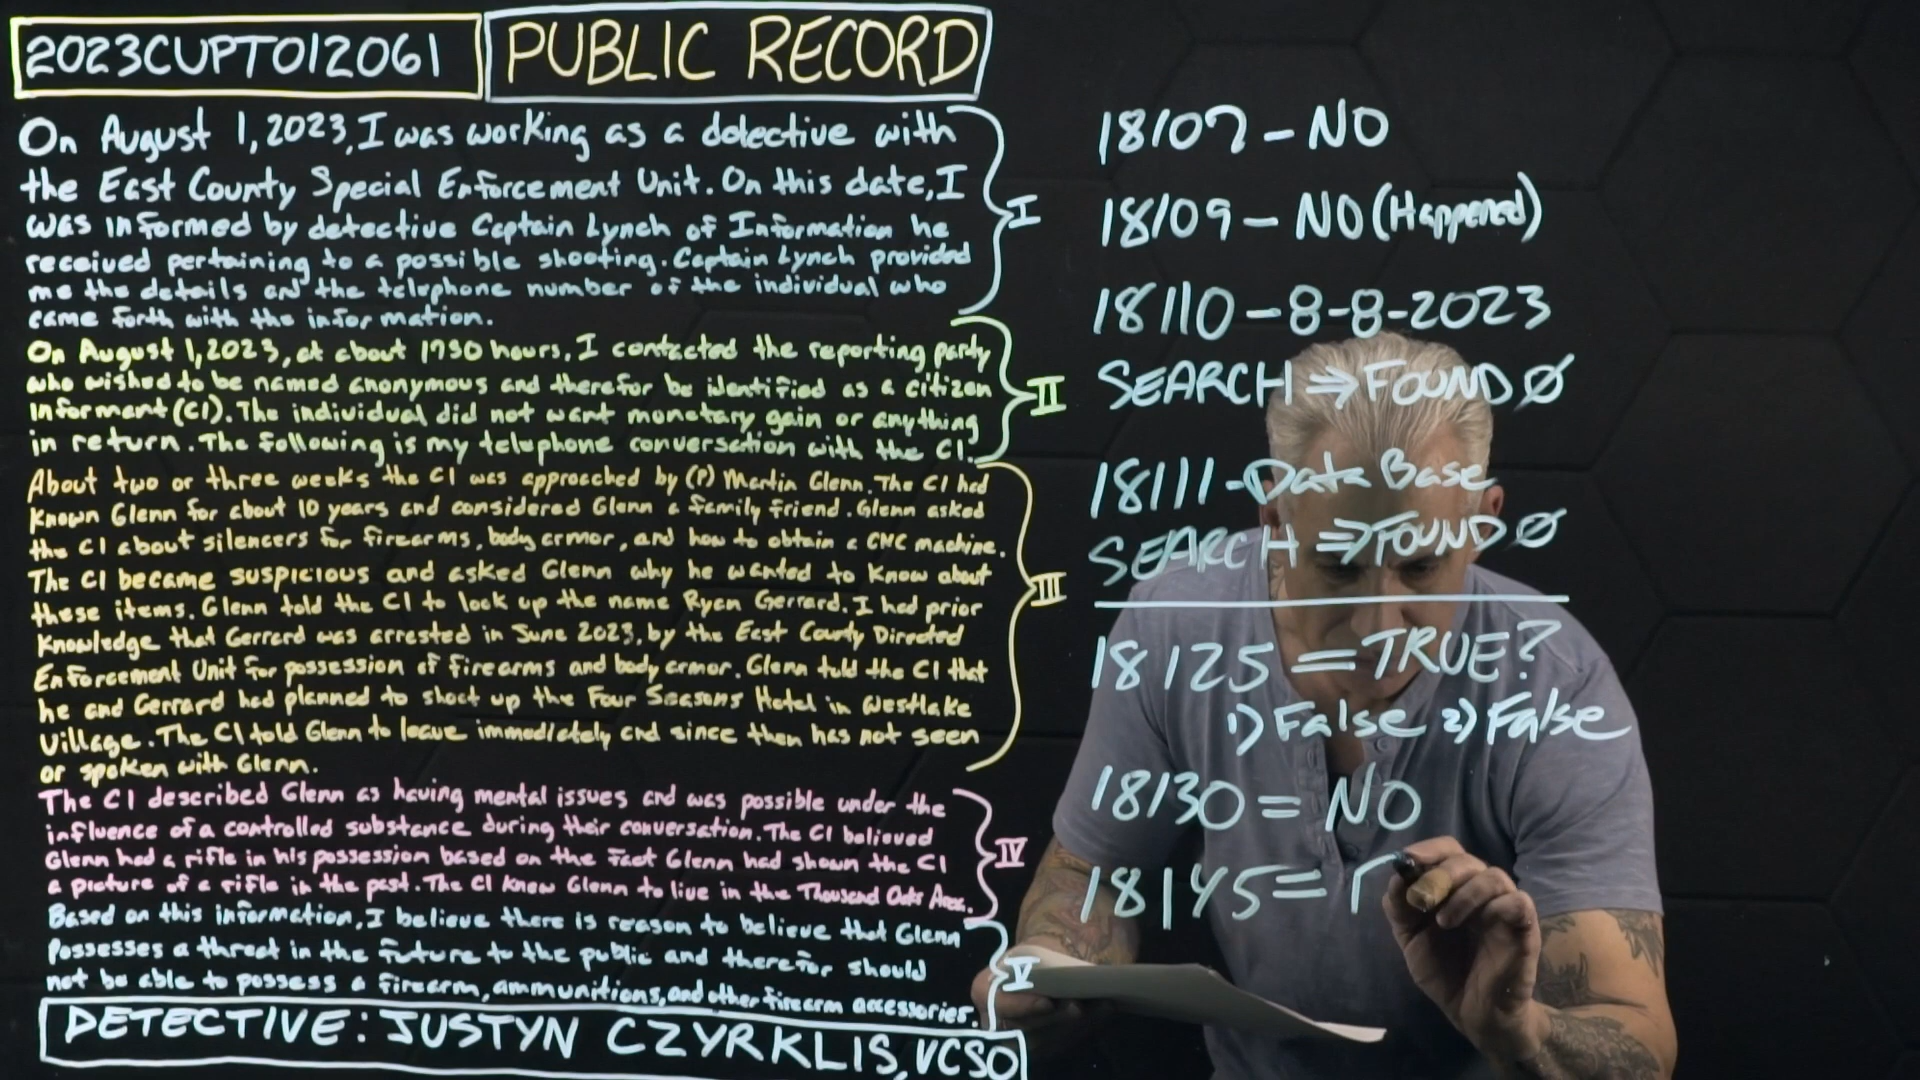 2023CUPT012061
PUBLIC RECORD
On August 1, 2023, I was working as a detective with
the East County Special Enforcement Unit. On this date, I
was informed by detective Captain Lynch of Information he
received pertaining to a possible shooting. Captain Lynch provided
me the details and the telephone number of the individual who
came forth with the information.
I
On August 1, 2023, at about 1730 hours, I contacted the reporting party
who wished to be named anonymous and therefor be identified as a citizen
informant (CI). The individual did not want monetary gain or anything
in return. The following is my telephone conversation with the CI.
II
About two or three weeks the CI was approached by (P) Martin Glenn. The CI had
Known Glenn for about 10 years and considered Glenn a family friend. Glenn asked
the CI about silencers for firearms, body armor, and how to obtain a CNC machine.
The CI became suspicious and asked Glenn why he wanted to know about
these items. Glenn told the CI to look up the name Ryan Gerrard. I had prior
Knowledge that Gerrard was arrested in June 2023, by the East County Directed
Enforcement Unit for possession of firearms and body armor. Glenn told the CI that
he and Gerrard had planned to shoot up the Four Seasons Hotel in Westlake
Village. The CI told Glenn to leave immediately and since then has not seen
or spoken with Glenn.
III
The CI described Glenn as having mental issues and was possible under the
influence of a controlled substance during their conversation. The CI believed
Glenn had a rifle in his possession based on the fact Glenn had shown the CI
a picture of a rifle in the past. The CI knew Glenn to live in the Thousand Oaks Area.
IV
Based on this information, I believe there is reason to believe that Glenn
Possesses a threat in the future to the public and therefor should
not be able to possess a firearm, ammunitions, and other firearm accessories.
V
DETECTIVE: JUSTYN CZYRKLIS, VCSO
18107 - NO
18109 - NO (Happened)
18110 - 8-8-2023
SEARCH ⇒ FOUND Ø
18111 - Data Base
SEARCH ⇒ FOUND Ø
18125 = TRUE?
1) False 2) False
18130 = NO
18145 =